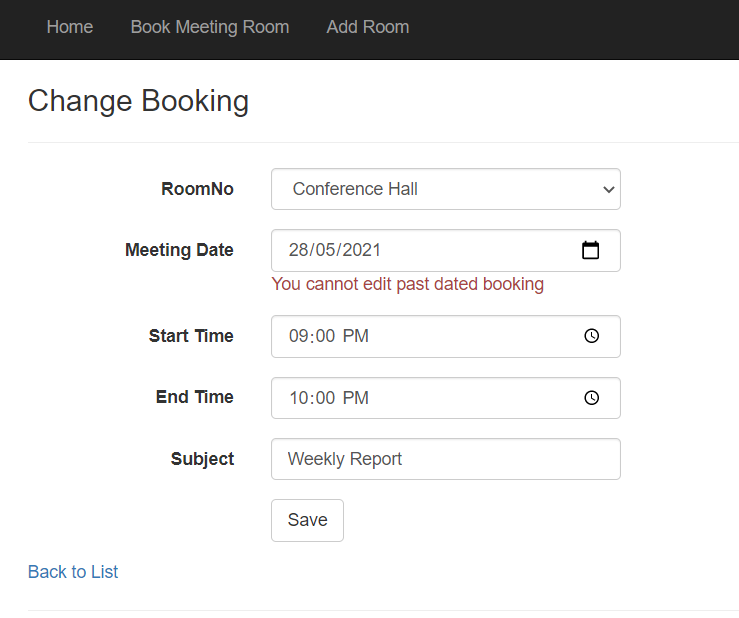 Home Book Meeting Room Add Room
Change Booking
RoomNo Conference Hall
Meeting Date 28/05/2021
You cannot edit past dated booking
Start Time 09:00 PM
End Time 10:00 PM
Subject Weekly Report
Save
Back to List